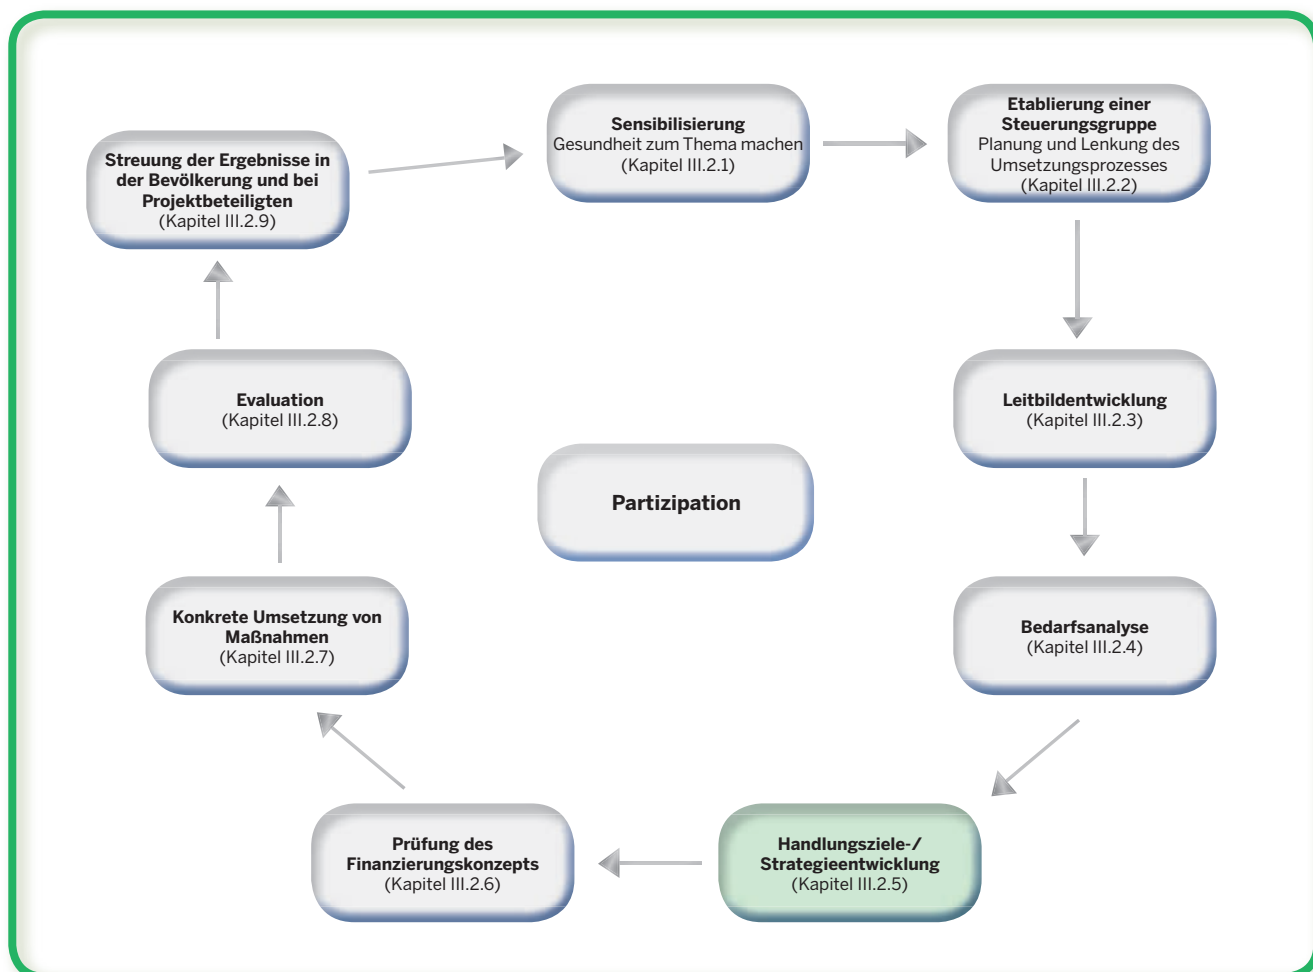 Sensibilisierung
Gesundheit zum Thema machen
(Kapitel III.2.1)
Etablierung einer
Steuerungsgruppe
Planung und Lenkung des
Umsetzungsprozesses
(Kapitel III.2.2)
Leitbildentwicklung
(Kapitel III.2.3)
Bedarfsanalyse
(Kapitel III.2.4)
Handlungsziele-/
Strategieentwicklung
(Kapitel III.2.5)
Prüfung des
Finanzierungskonzepts
(Kapitel III.2.6)
Konkrete Umsetzung von
Maßnahmen
(Kapitel III.2.7)
Evaluation
(Kapitel III.2.8)
Streuung der Ergebnisse in
der Bevölkerung und bei
Projektbeteiligten
(Kapitel III.2.9)
Partizipation